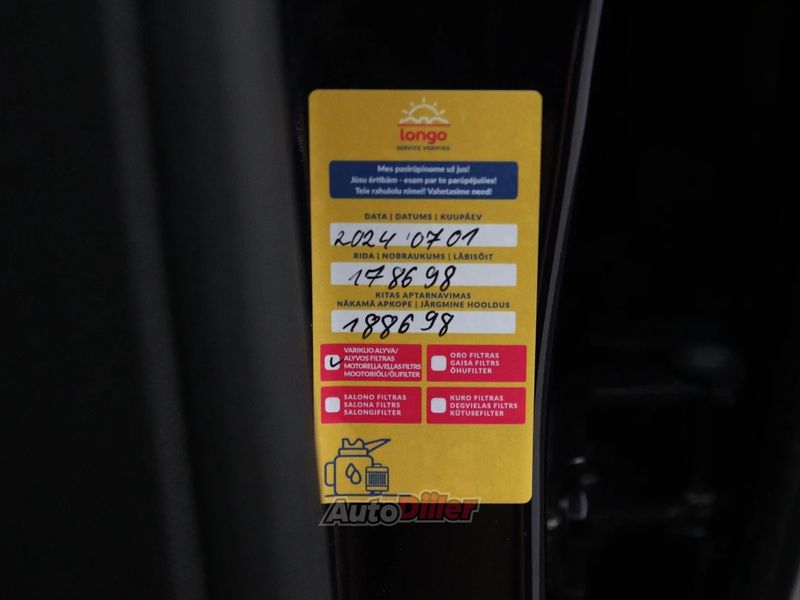 longo
SERVICE VERIFIED
Mes pasirūpinome už jus!
Jūsu ērtībām - esam par to parūpējušies!
Teie rahulolu nimel! Vahetasime need!
DATA | DATUMS | KUUPÄEV
2024 07 01
RIDA | NOBRAUKUMS | LÄBISÕIT
178698
KITAS APTARNAVIMAS
NĀKAMĀ APKOPE | JÄRGMINE HOOLDUS
188698
VARIKLIO ALYVA/
ALYVOS FILTRAS
MOTOREĻĻA/EĻĻAS FILTRS
MOOTORIÕLI/ÕLIFILTER
ORO FILTRAS
GAISA FILTRS
ÕHUFILTER
SALONO FILTRAS
SALONA FILTRS
SALONGIFILTER
KURO FILTRAS
DEGVIELAS FILTRS
KÜTUSEFILTER
AutoDiler